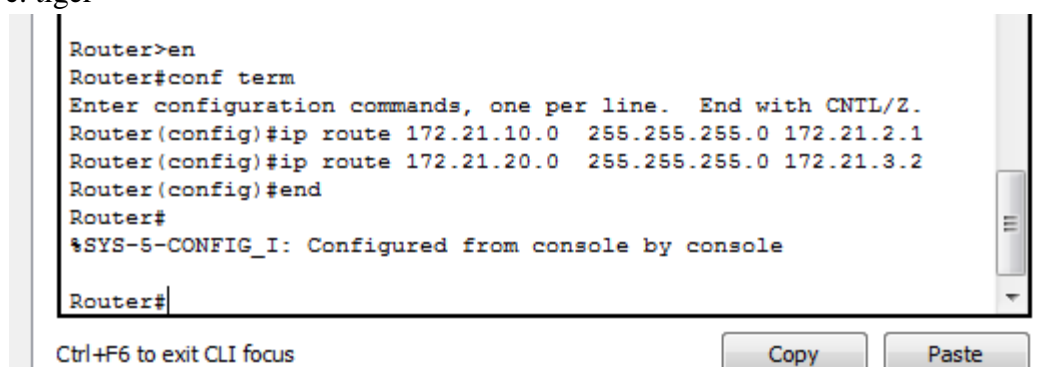 e. tiger
Router>en
Router#conf term
Enter configuration commands, one per line.  End with CNTL/Z.
Router(config)#ip route 172.21.10.0  255.255.255.0 172.21.2.1
Router(config)#ip route 172.21.20.0  255.255.255.0 172.21.3.2
Router(config)#end
Router#
%SYS-5-CONFIG_I: Configured from console by console
Router#
Ctrl+F6 to exit CLI focus
Copy
Paste